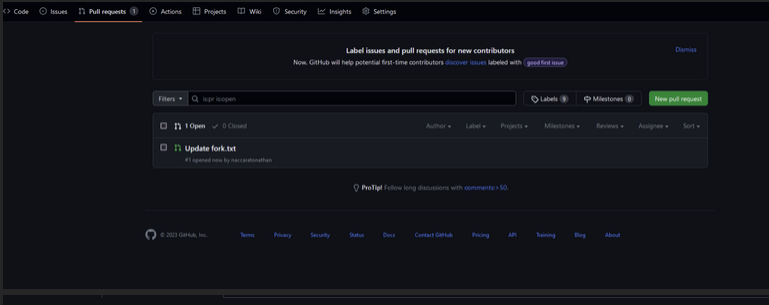 Code Issues Pull requests 1 Actions Projects Wiki Security Insights Settings
Label issues and pull requests for new contributors
Dismiss
Now, GitHub will help potential first-time contributors discover issues labeled with good first issue
Filters is:pr is:open Labels 9 Milestones 0 New pull request
1 Open 0 Closed Author Label Projects Milestones Reviews Assignee Sort
Update fork.txt
#1 opened now by
ProTip! Follow long discussions with comments:>50.
© 2023 GitHub, Inc. Terms Privacy Security Status Docs Contact GitHub Pricing API Training Blog About